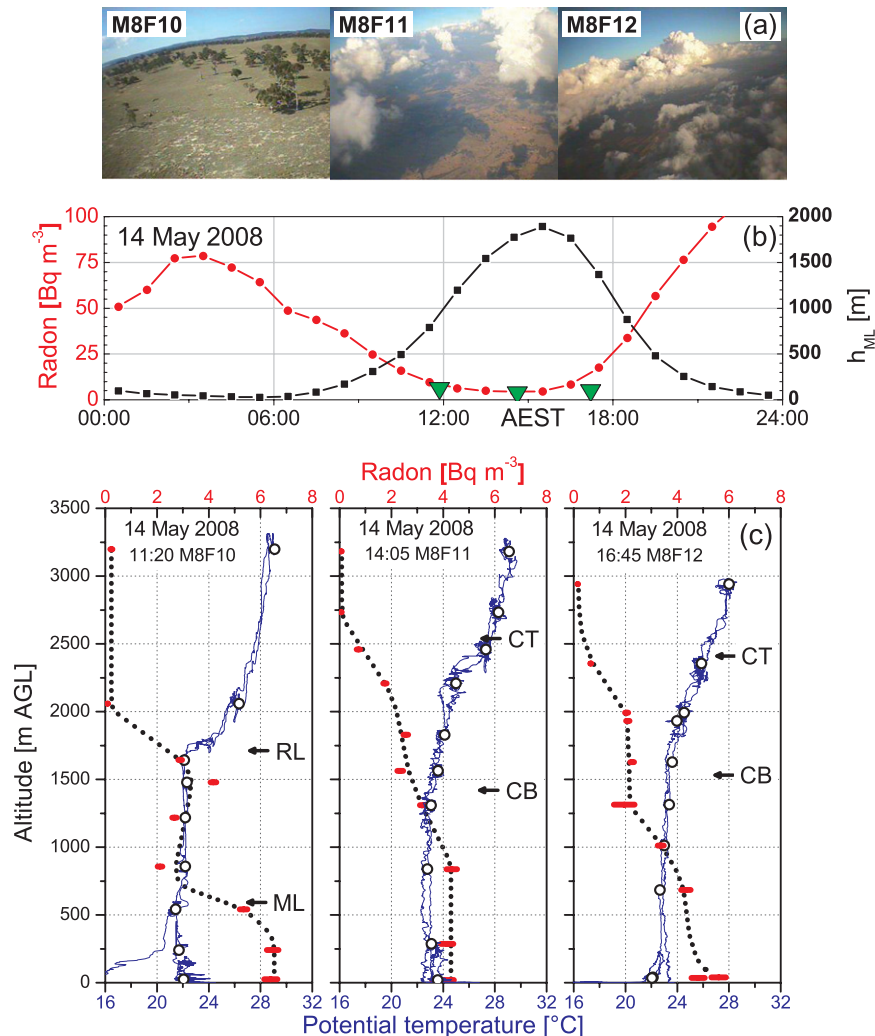 M8F10 M8F11 M8F12 (a)
100 2000
14 May 2008 (b)
75 1500
50 1000
25 500
0 0
Radon [Bq m⁻³]
h_ML [m]
00:00 06:00 12:00 AEST 18:00 24:00
Radon [Bq m⁻³]
0 2 4 6 8 0 2 4 6 8 0 2 4 6 8
3500
14 May 2008 14 May 2008 14 May 2008 (c)
11:20 M8F10 14:05 M8F11 16:45 M8F12
3000
2500 CT CT
2000
RL
1500 CB CB
1000
ML
500
0
Altitude [m AGL]
16 20 24 28 32 16 20 24 28 32 16 20 24 28 32
Potential temperature [°C]